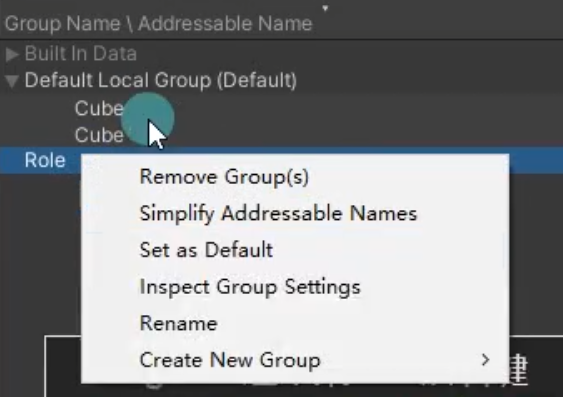 Group Name \ Addressable Name
Built In Data
Default Local Group (Default)
Cube
Cube
Role
Remove Group(s)
Simplify Addressable Names
Set as Default
Inspect Group Settings
Rename
Create New Group
建